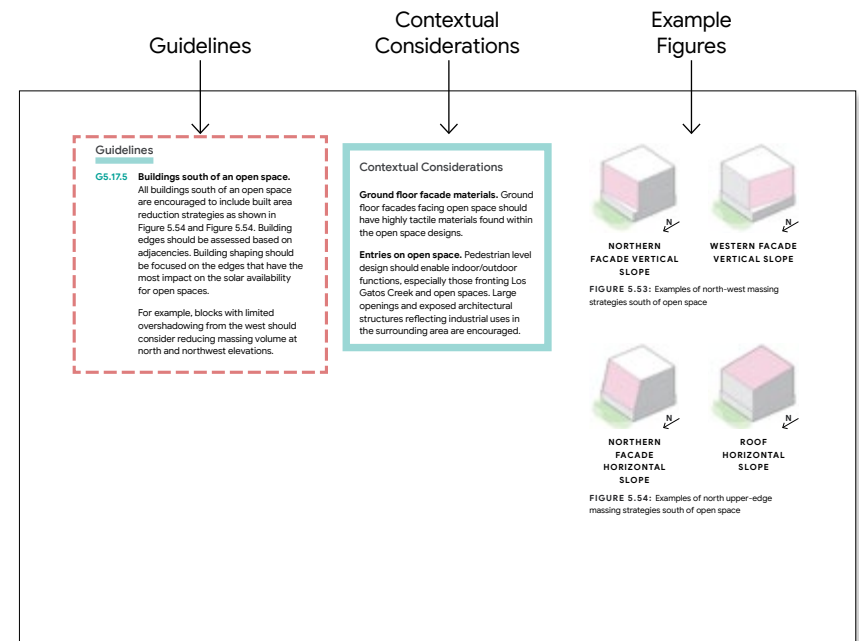 Guidelines
Contextual
Considerations
Example
Figures
Guidelines
G5.17.5 Buildings south of an open space.
All buildings south of an open space
are encouraged to include built area
reduction strategies as shown in
Figure 5.54 and Figure 5.54. Building
edges should be assessed based on
adjacencies. Building shaping should
be focused on the edges that have the
most impact on the solar availability
for open spaces.
For example, blocks with limited
overshadowing from the west should
consider reducing massing volume at
north and northwest elevations.
Contextual Considerations
Ground floor facade materials. Ground
floor facades facing open space should
have highly tactile materials found within
the open space designs.
Entries on open space. Pedestrian level
design should enable indoor/outdoor
functions, especially those fronting Los
Gatos Creek and open spaces. Large
openings and exposed architectural
structures reflecting industrial uses in
the surrounding area are encouraged.
N
NORTHERN
FACADE VERTICAL
SLOPE
N
WESTERN FACADE
VERTICAL SLOPE
FIGURE 5.53: Examples of north-west massing
strategies south of open space
N
NORTHERN
FACADE
HORIZONTAL
SLOPE
N
ROOF
HORIZONTAL
SLOPE
FIGURE 5.54: Examples of north upper-edge
massing strategies south of open space